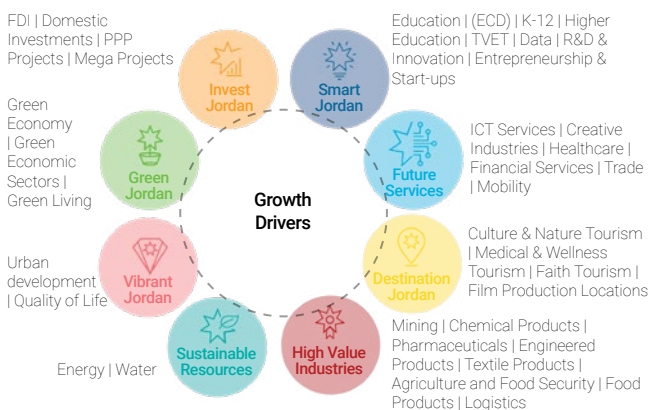 FDI | Domestic
Investments | PPP
Projects | Mega Projects
Invest
Jordan
Education | (ECD) | K-12 | Higher
Education | TVET | Data | R&D &
Innovation | Entrepreneurship &
Start-ups
Smart
Jordan
Green
Economy
| Green
Economic
Sectors |
Green Living
Green
Jordan
ICT Services | Creative
Industries | Healthcare |
Financial Services | Trade
| Mobility
Future
Services
Growth
Drivers
Urban
development
| Quality of Life
Vibrant
Jordan
Culture & Nature Tourism
| Medical & Wellness
Tourism | Faith Tourism |
Film Production Locations
Destination
Jordan
Energy | Water
Sustainable
Resources
High Value
Industries
Mining | Chemical Products |
Pharmaceuticals | Engineered
Products | Textile Products |
Agriculture and Food Security | Food
Products | Logistics